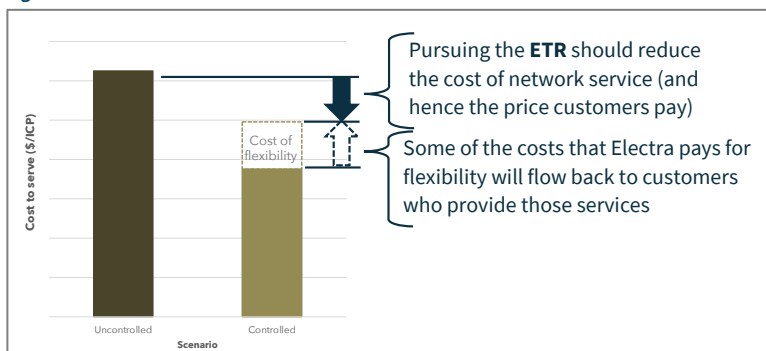 Pursuing the ETR should reduce
the cost of network service (and
hence the price customers pay)
Cost of
flexibility
Some of the costs that Electra pays for
flexibility will flow back to customers
who provide those services
Cost to serve ($/ICP)
Uncontrolled
Controlled
Scenario